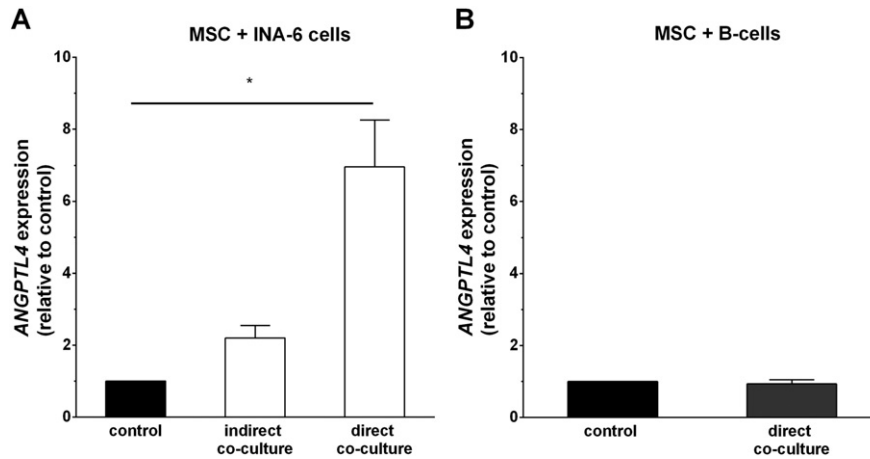 A
MSC + INA-6 cells
ANGPTL4 expression
(relative to control)
10
8
6
4
2
0
*
control
indirect
co-culture
direct
co-culture
B
MSC + B-cells
ANGPTL4 expression
(relative to control)
10
8
6
4
2
0
control
direct
co-culture